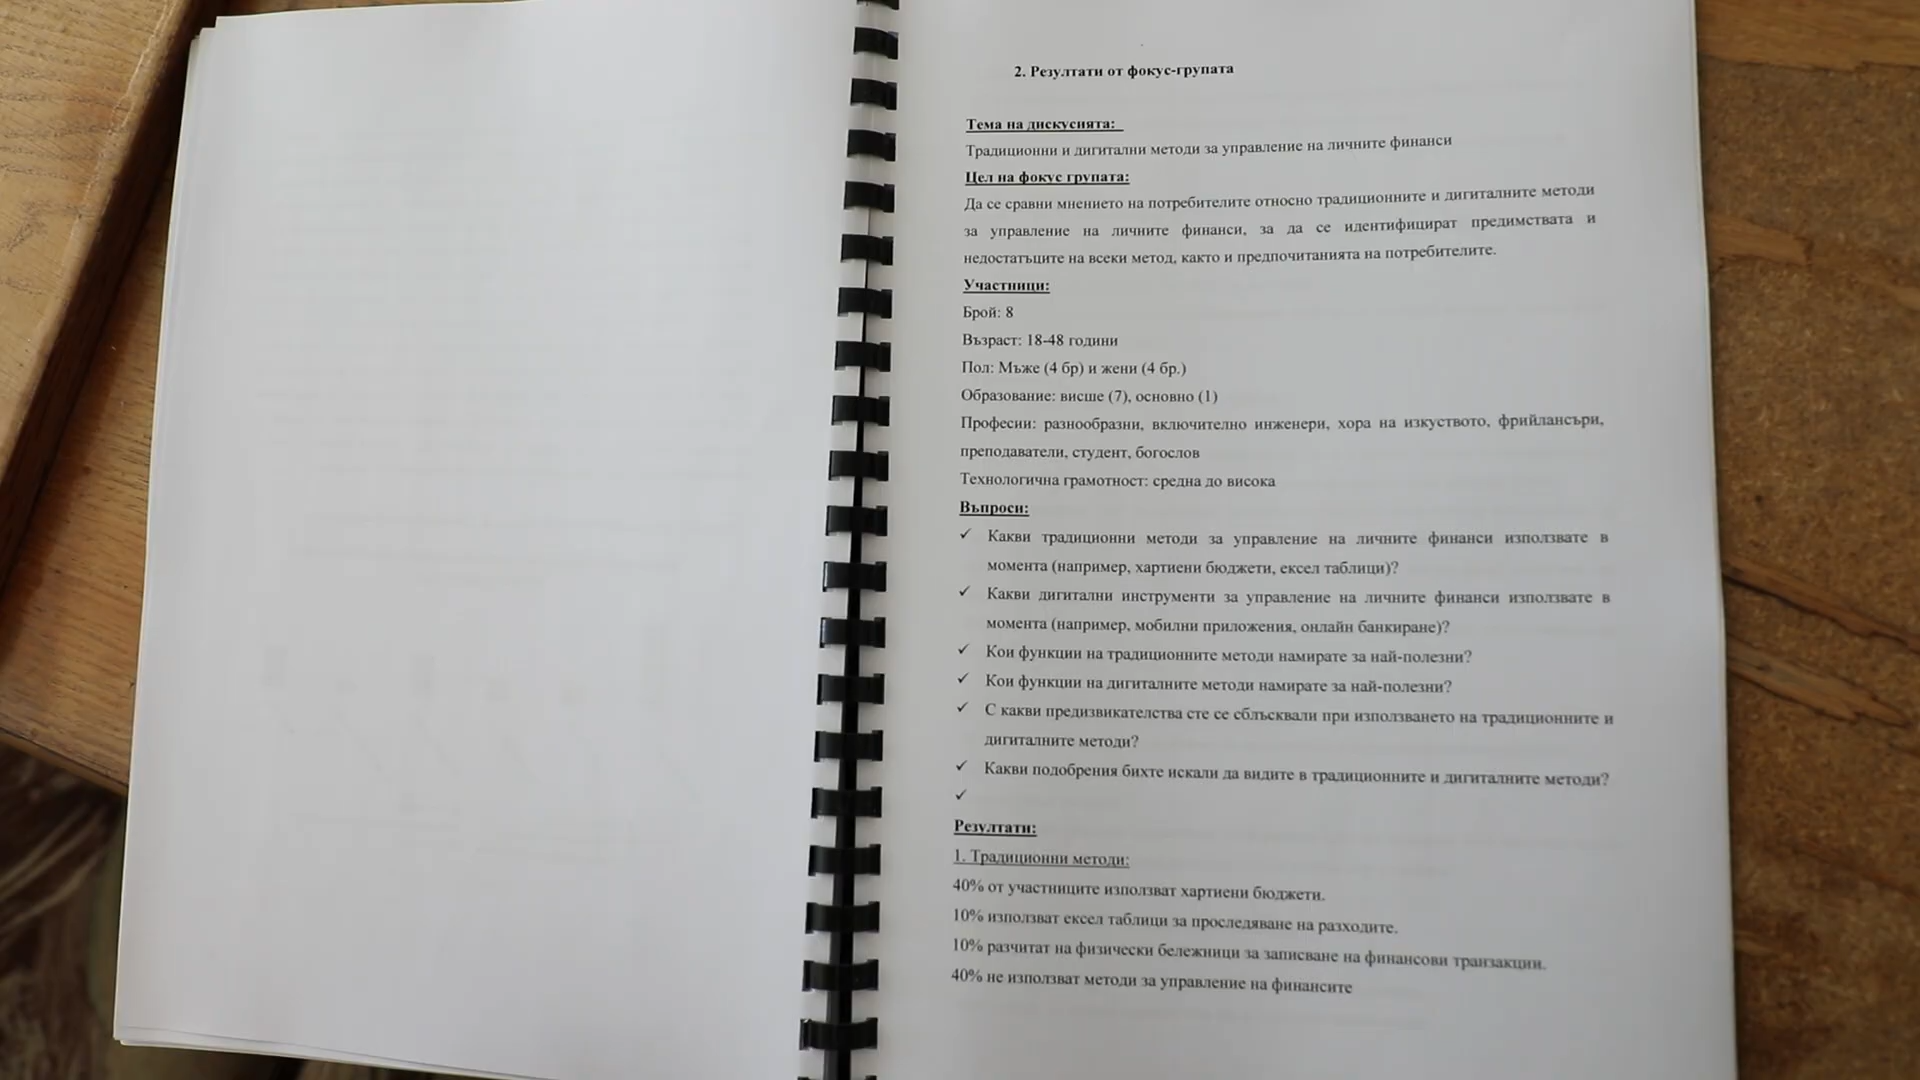 2. Резултати от фокус-групата
Тема на дискусията:
Традиционни и дигитални методи за управление на личните финанси
Цел на фокус групата:
Да се сравни мнението на потребителите относно традиционните и дигиталните методи
за управление на личните финанси, за да се идентифицират предимствата и
недостатъците на всеки метод, както и предпочитанията на потребителите.
Участници:
Брой: 8
Възраст: 18-48 години
Пол: Мъже (4 бр) и жени (4 бр.)
Образование: висше (7), основно (1)
Професии: разнообразни, включително инженери, хора на изкуството, фрийлансъри,
преподаватели, студент, богослов
Технологична грамотност: средна до висока
Въпроси:
✓ Какви традиционни методи за управление на личните финанси използвате в
момента (например, хартиени бюджети, ексел таблици)?
✓ Какви дигитални инструменти за управление на личните финанси използвате в
момента (например, мобилни приложения, онлайн банкиране)?
✓ Кои функции на традиционните методи намирате за най-полезни?
✓ Кои функции на дигиталните методи намирате за най-полезни?
✓ С какви предизвикателства сте се сблъсквали при използването на традиционните и
дигиталните методи?
✓ Какви подобрения бихте искали да видите в традиционните и дигиталните методи?
✓
Резултати:
1. Традиционни методи:
40% от участниците използват хартиени бюджети.
10% използват ексел таблици за проследяване на разходите.
10% разчитат на физически бележници за записване на финансови транзакции.
40% не използват методи за управление на финансите